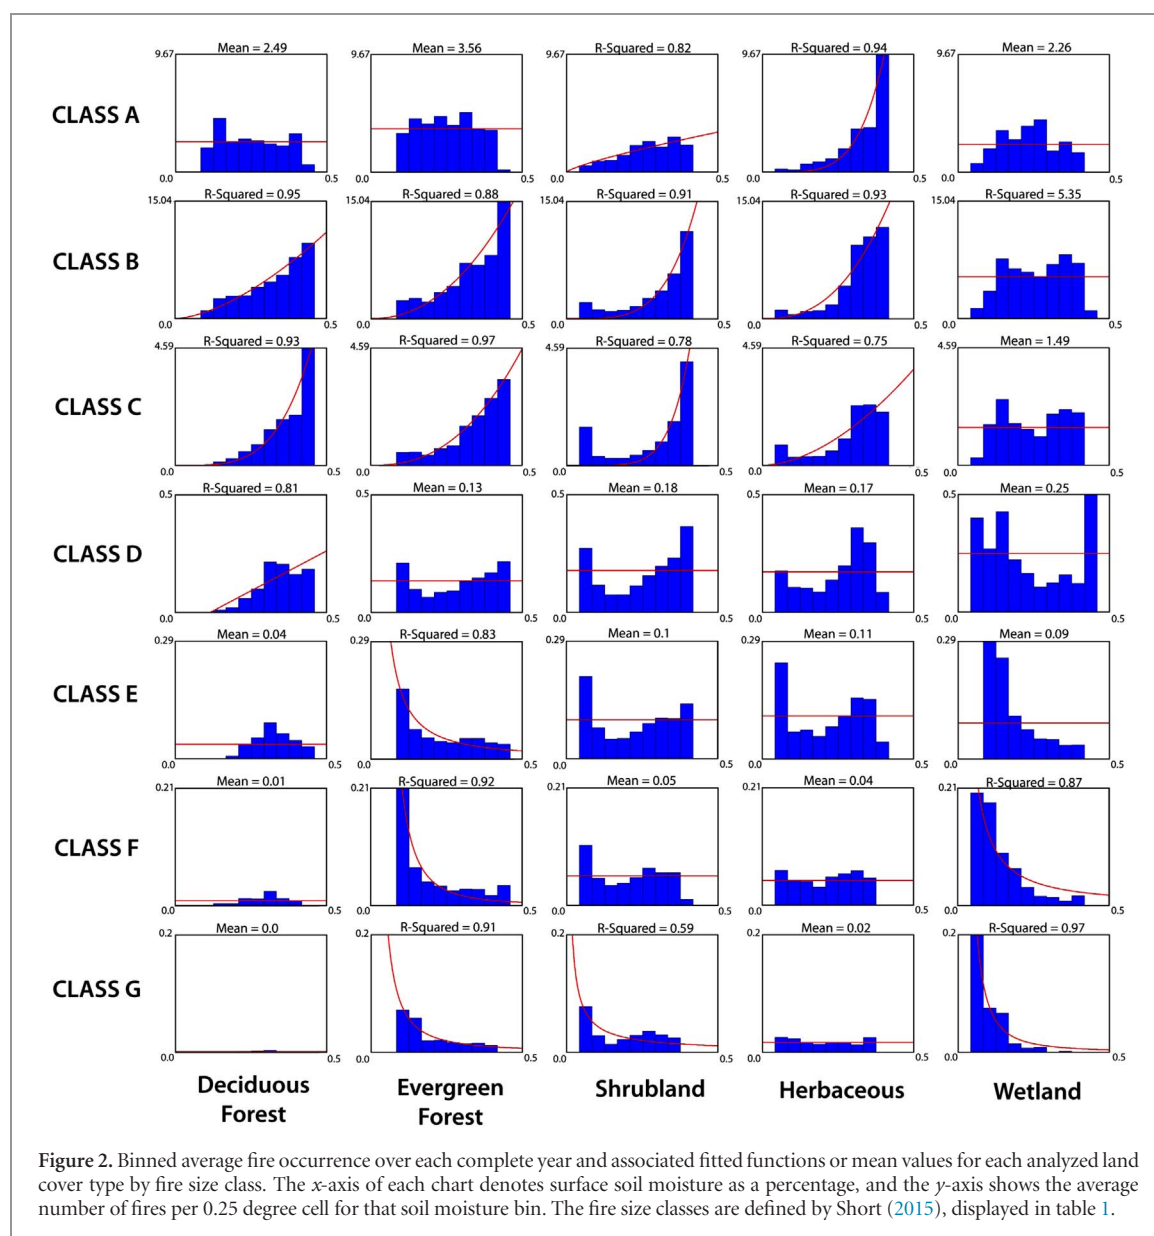 Mean = 2.49 Mean = 3.56 R-Squared = 0.82 R-Squared = 0.94 Mean = 2.26
9.67 9.67 9.67 9.67 9.67
CLASS A
0.0 0.5 0.0 0.5 0.0 0.5 0.0 0.5 0.0 0.5
R-Squared = 0.95 R-Squared = 0.88 R-Squared = 0.91 R-Squared = 0.93 Mean = 5.35
15.04 15.04 15.04 15.04 15.04
CLASS B
0.0 0.5 0.0 0.5 0.0 0.5 0.0 0.5 0.0 0.5
R-Squared = 0.93 R-Squared = 0.97 R-Squared = 0.78 R-Squared = 0.75 Mean = 1.49
4.59 4.59 4.59 4.59 4.59
CLASS C
0.0 0.5 0.0 0.5 0.0 0.5 0.0 0.5 0.0 0.5
R-Squared = 0.81 Mean = 0.13 Mean = 0.18 Mean = 0.17 Mean = 0.25
0.5 0.5 0.5 0.5 0.5
CLASS D
0.0 0.5 0.0 0.5 0.0 0.5 0.0 0.5 0.0 0.5
Mean = 0.04 R-Squared = 0.83 Mean = 0.1 Mean = 0.11 Mean = 0.09
0.29 0.29 0.29 0.29 0.29
CLASS E
0.0 0.5 0.0 0.5 0.0 0.5 0.0 0.5 0.0 0.5
Mean = 0.01 R-Squared = 0.92 Mean = 0.05 Mean = 0.04 R-Squared = 0.87
0.21 0.21 0.21 0.21 0.21
CLASS F
0.0 0.5 0.0 0.5 0.0 0.5 0.0 0.5 0.0 0.5
Mean = 0.0 R-Squared = 0.91 R-Squared = 0.59 Mean = 0.02 R-Squared = 0.97
0.2 0.2 0.2 0.2 0.2
CLASS G
0.0 0.5 0.0 0.5 0.0 0.5 0.0 0.5 0.0 0.5
Deciduous Evergreen Shrubland Herbaceous Wetland
Forest Forest
Figure 2. Binned average fire occurrence over each complete year and associated fitted functions or mean values for each analyzed land
cover type by fire size class. The x-axis of each chart denotes surface soil moisture as a percentage, and the y-axis shows the average
number of fires per 0.25 degree cell for that soil moisture bin. The fire size classes are defined by Short (2015), displayed in table 1.